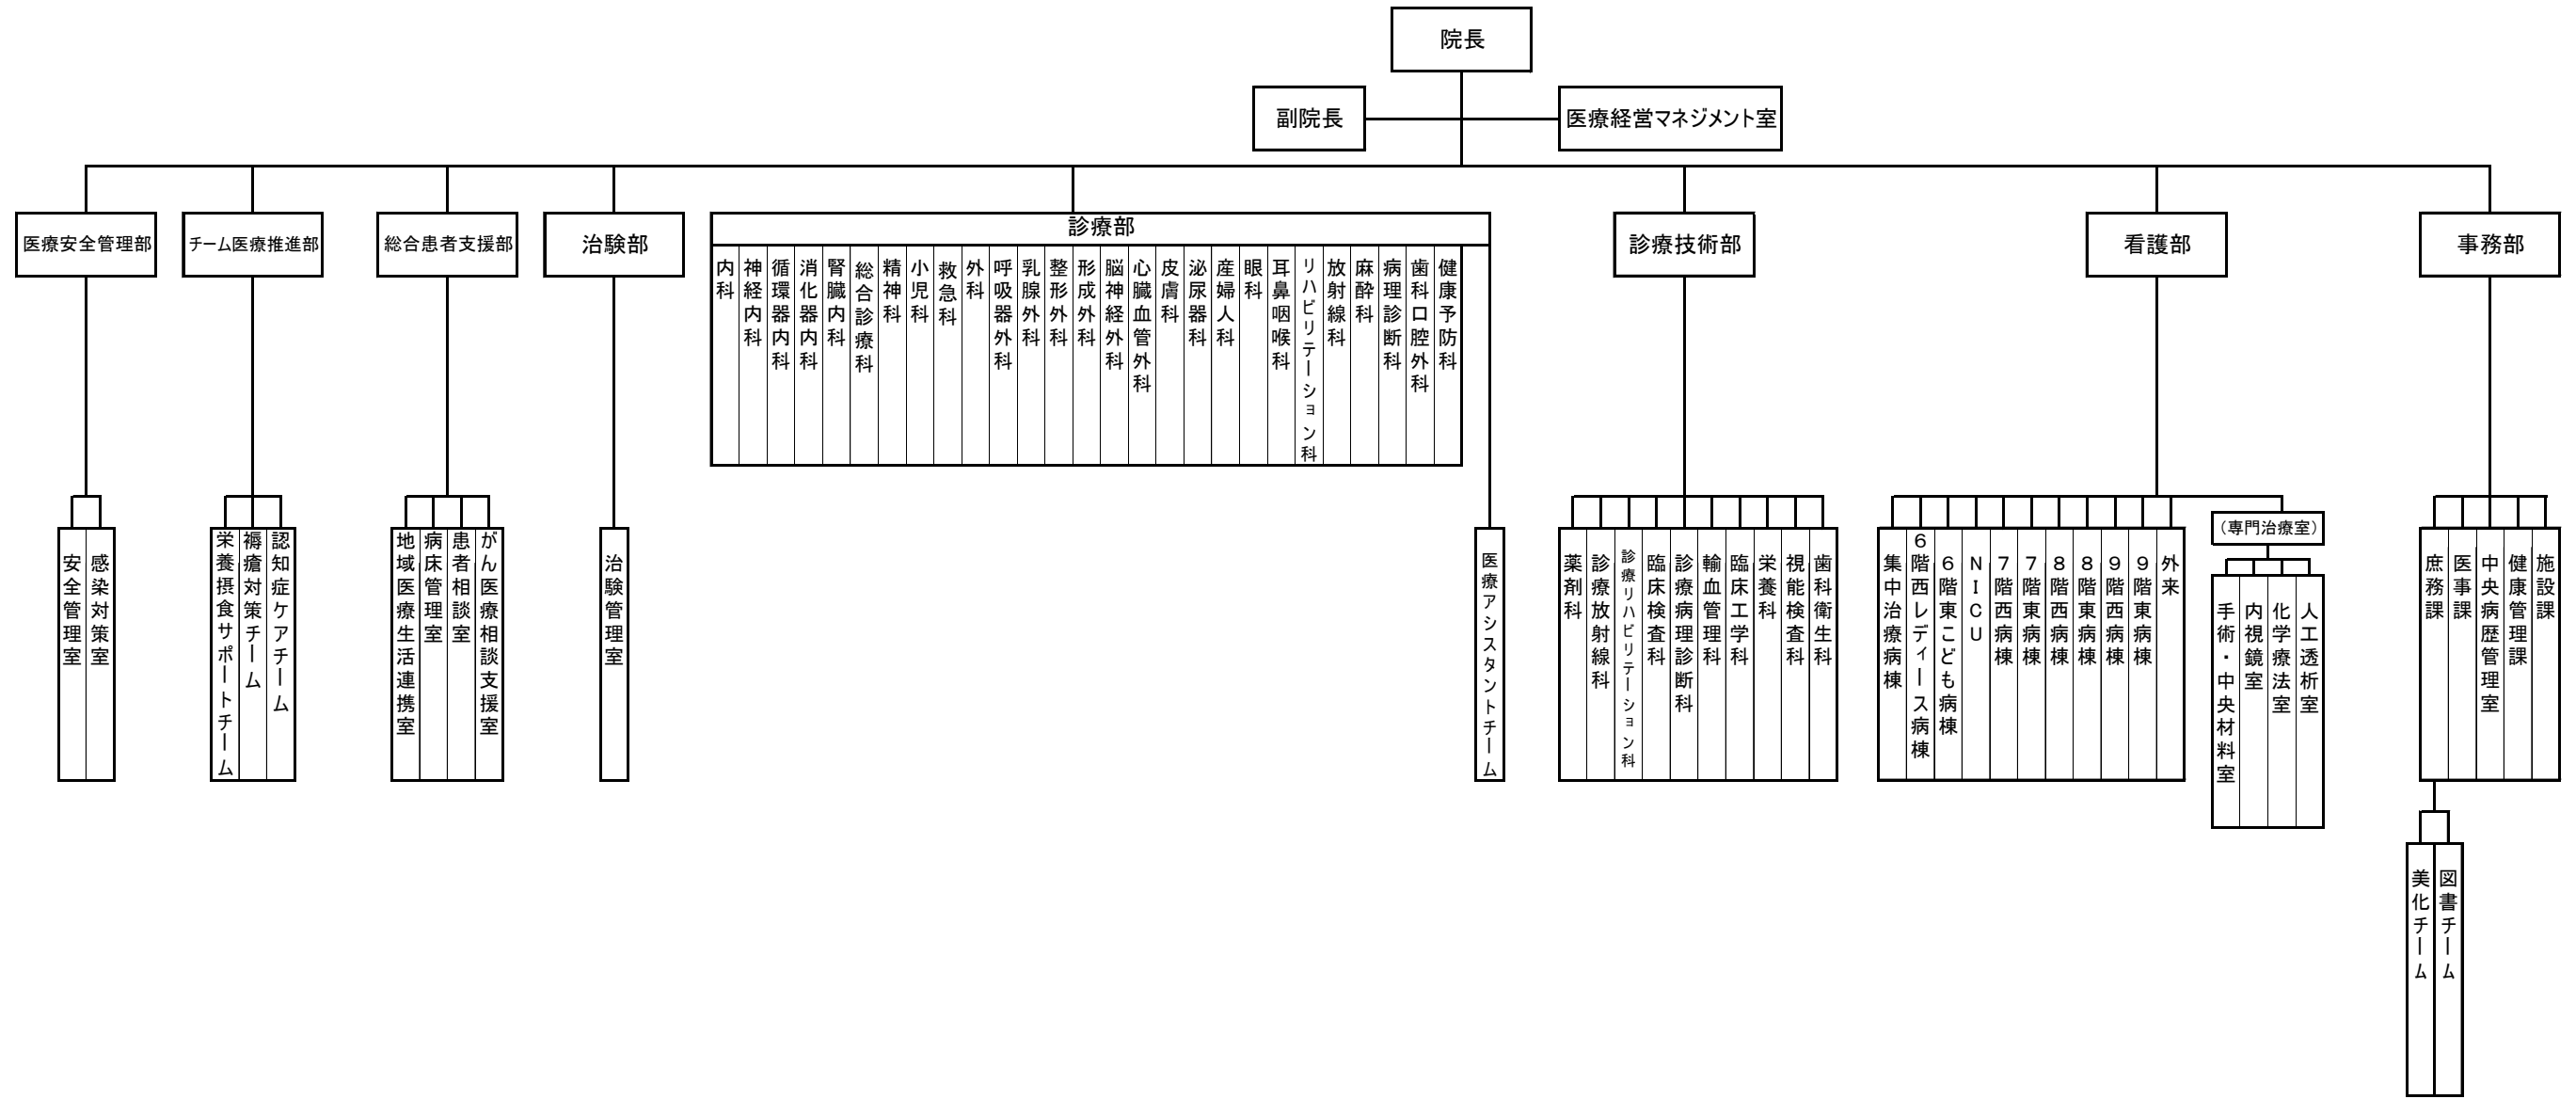 院長
副院長
医療経営マネジメント室
医療安全管理部
チーム医療推進部
総合患者支援部
治験部
診療部
診療技術部
看護部
事務部
内科
神経内科
循環器内科
消化器内科
腎臓内科
総合診療科
精神科
小児科
救急科
外科
呼吸器外科
乳腺外科
整形外科
形成外科
脳神経外科
心臓血管外科
皮膚科
泌尿器科
産婦人科
眼科
耳鼻咽喉科
リハビリテーション科
放射線科
麻酔科
病理診断科
歯科口腔外科
健康予防科
安全管理室
感染対策室
栄養摂食サポートチーム
褥瘡対策チーム
認知症ケアチーム
地域医療生活連携室
病床管理室
患者相談室
がん医療相談支援室
治験管理室
医療アシスタントチーム
薬剤科
診療放射線科
診療リハビリテーション科
臨床検査科
診療病理診断科
輸血管理科
臨床工学科
栄養科
視能検査科
歯科衛生科
集中治療病棟
６階西レディース病棟
６階東こども病棟
ＮＩＣＵ
７階西病棟
７階東病棟
８階西病棟
８階東病棟
９階西病棟
９階東病棟
外来
（専門治療室）
手術・中央材料室
内視鏡室
化学療法室
人工透析室
庶務課
医事課
中央病歴管理室
健康管理課
施設課
美化チーム
図書チーム